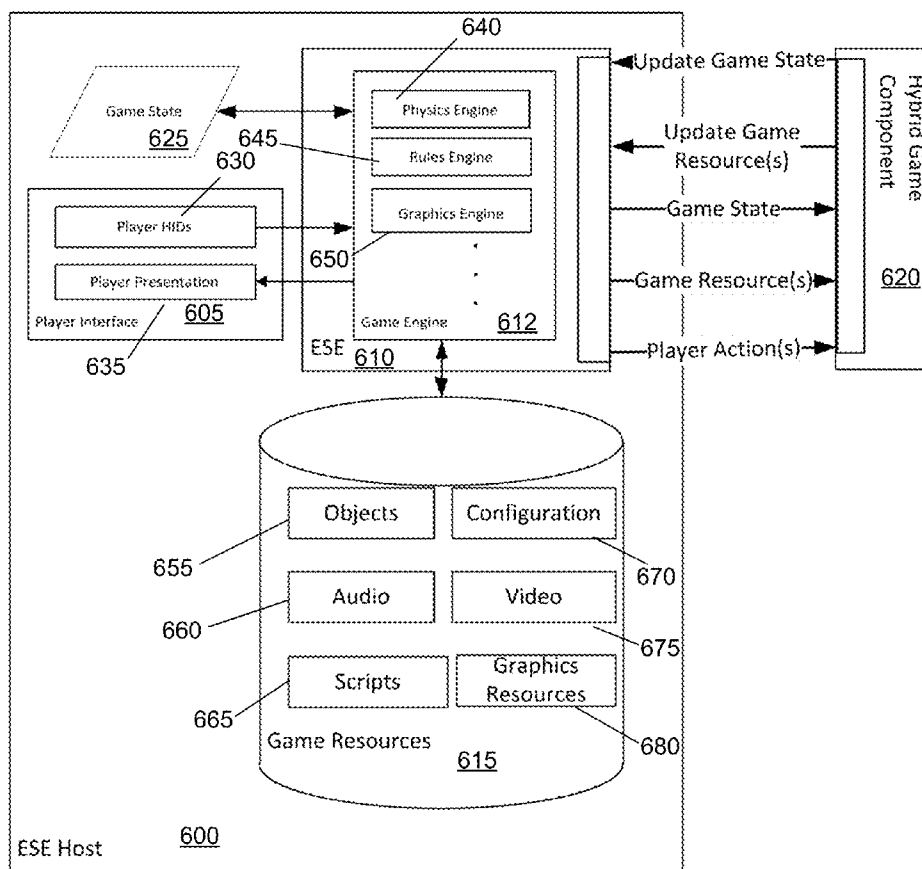 640
Update Game State
Game State
625
Physics Engine
645
Rules Engine
630
Update Game
Resource(s)
Hybrid Game
Component
Player HIDs
Graphics Engine
650
Game State
Player Presentation
605
Game Resource(s)
620
Player Interface
Game Engine
612
635
ESE
610
Player Action(s)
Objects
Configuration
655
670
Audio
Video
660
675
Scripts
Graphics
Resources
665
680
Game Resources
615
600
ESE Host